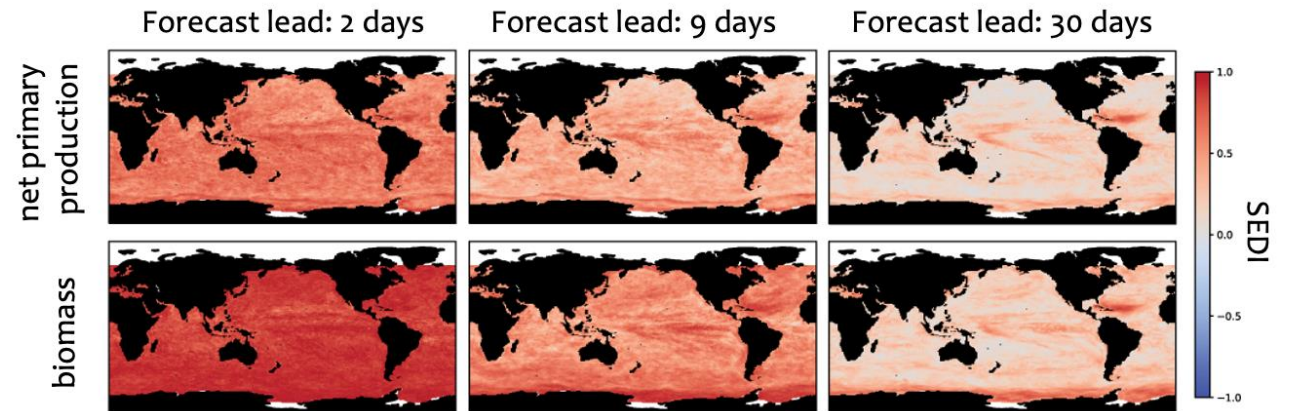 Forecast lead: 2 days
Forecast lead: 9 days
Forecast lead: 30 days
net primary
production
biomass
1.0
0.5
0.0
−0.5
−1.0
SEDI